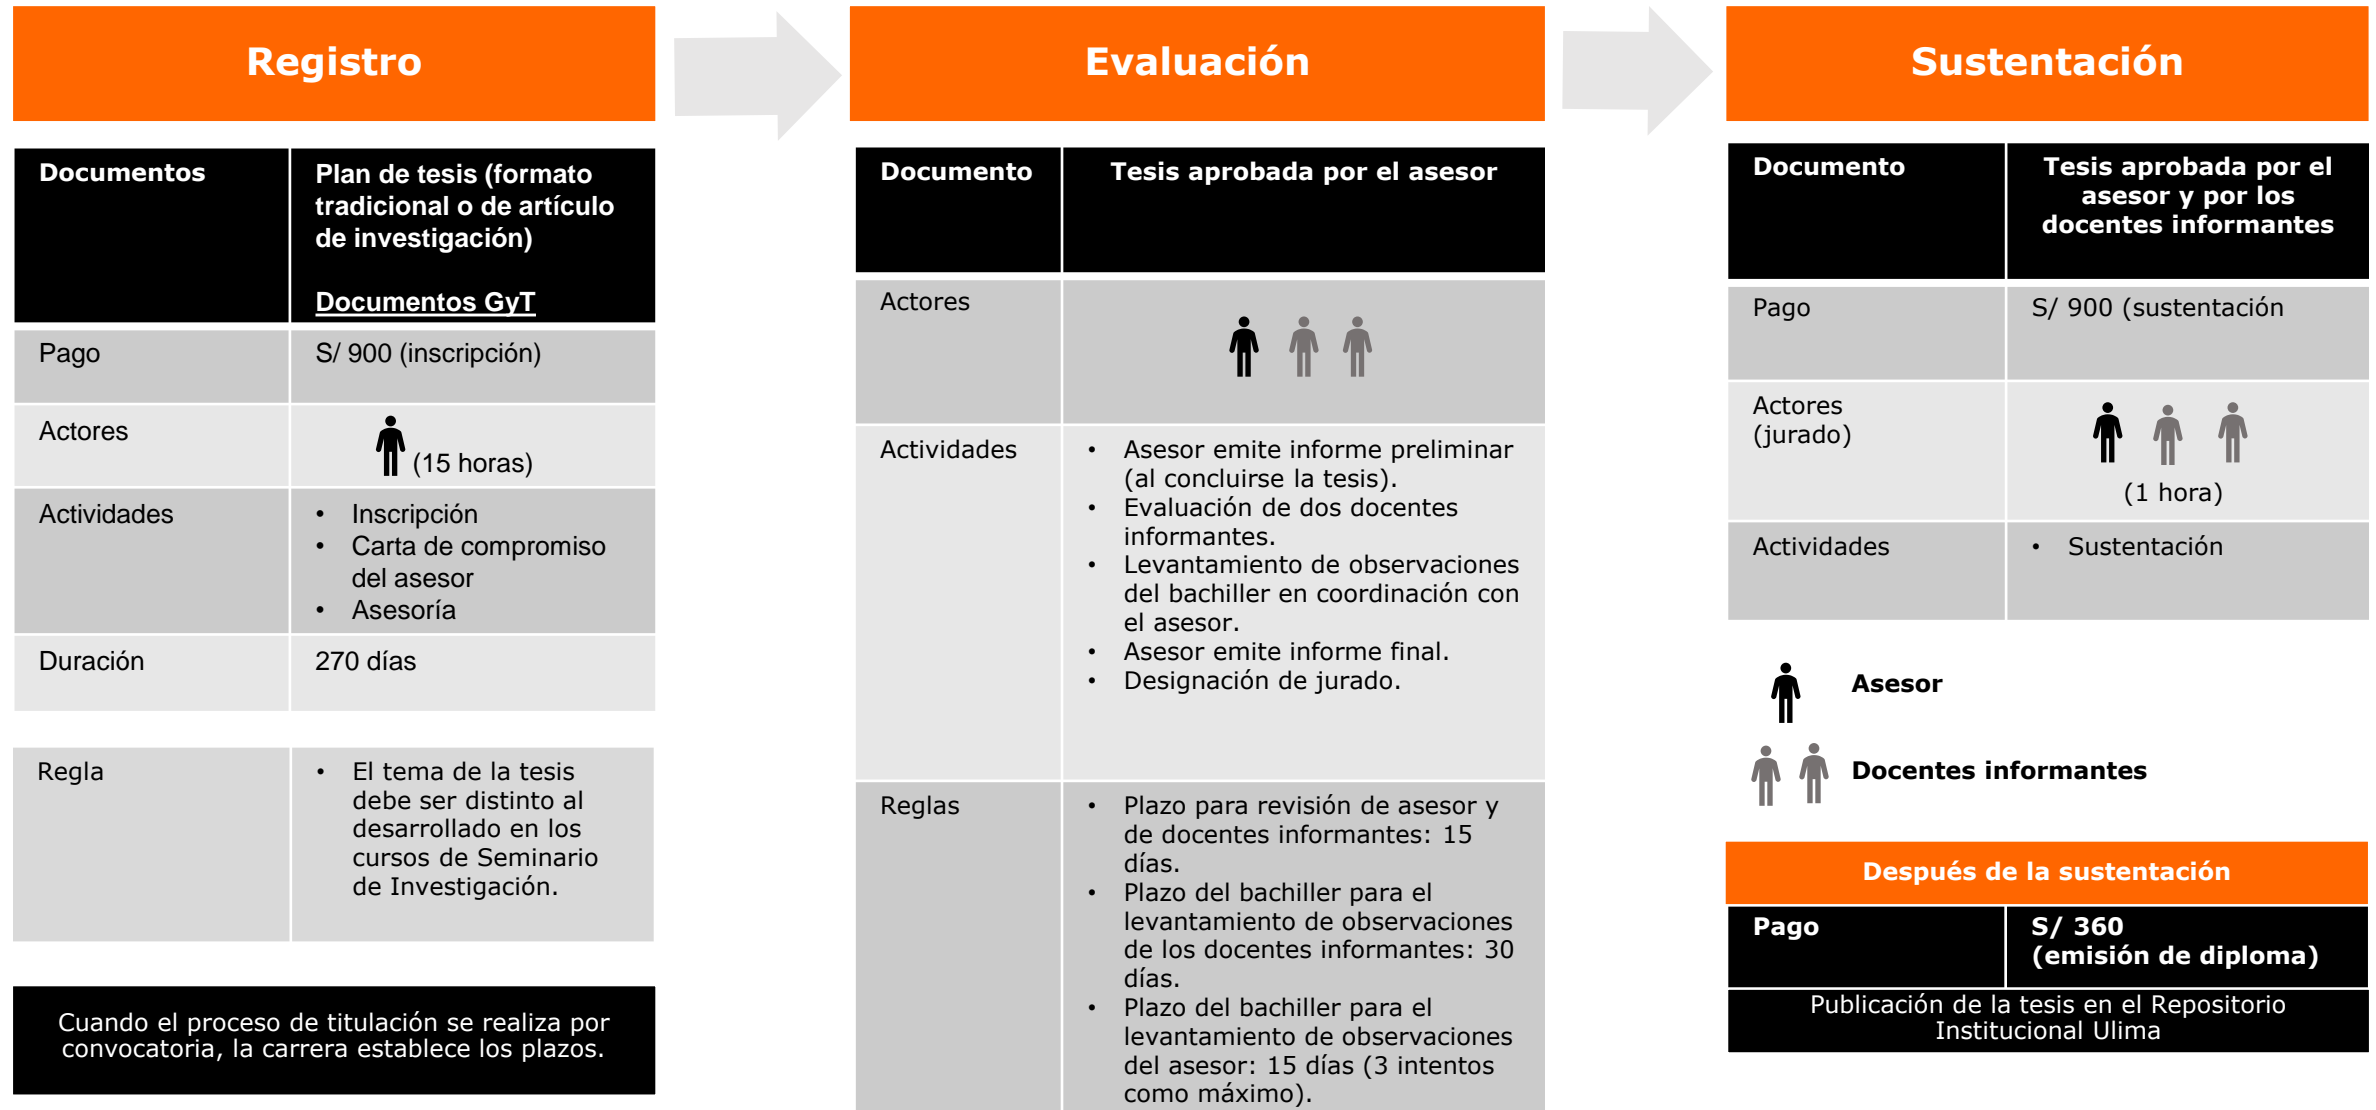 Registro
Documentos
Plan de tesis (formato
tradicional o de artículo
de investigación)
Documentos GyT
Pago
S/ 900 (inscripción)
Actores
(15 horas)
Actividades
• Inscripción
• Carta de compromiso
del asesor
• Asesoría
Duración
270 días
Regla
• El tema de la tesis
debe ser distinto al
desarrollado en los
cursos de Seminario
de Investigación.
Cuando el proceso de titulación se realiza por
convocatoria, la carrera establece los plazos.
Evaluación
Documento
Tesis aprobada por el asesor
Actores
Actividades
• Asesor emite informe preliminar
(al concluirse la tesis).
• Evaluación de dos docentes
informantes.
• Levantamiento de observaciones
del bachiller en coordinación con
el asesor.
• Asesor emite informe final.
• Designación de jurado.
Reglas
• Plazo para revisión de asesor y
de docentes informantes: 15
días.
• Plazo del bachiller para el
levantamiento de observaciones
de los docentes informantes: 30
días.
• Plazo del bachiller para el
levantamiento de observaciones
del asesor: 15 días (3 intentos
como máximo).
Sustentación
Documento
Tesis aprobada por el
asesor y por los
docentes informantes
Pago
S/ 900 (sustentación
Actores
(jurado)
(1 hora)
Actividades
• Sustentación
Asesor
Docentes informantes
Después de la sustentación
Pago
S/ 360
(emisión de diploma)
Publicación de la tesis en el Repositorio
Institucional Ulima